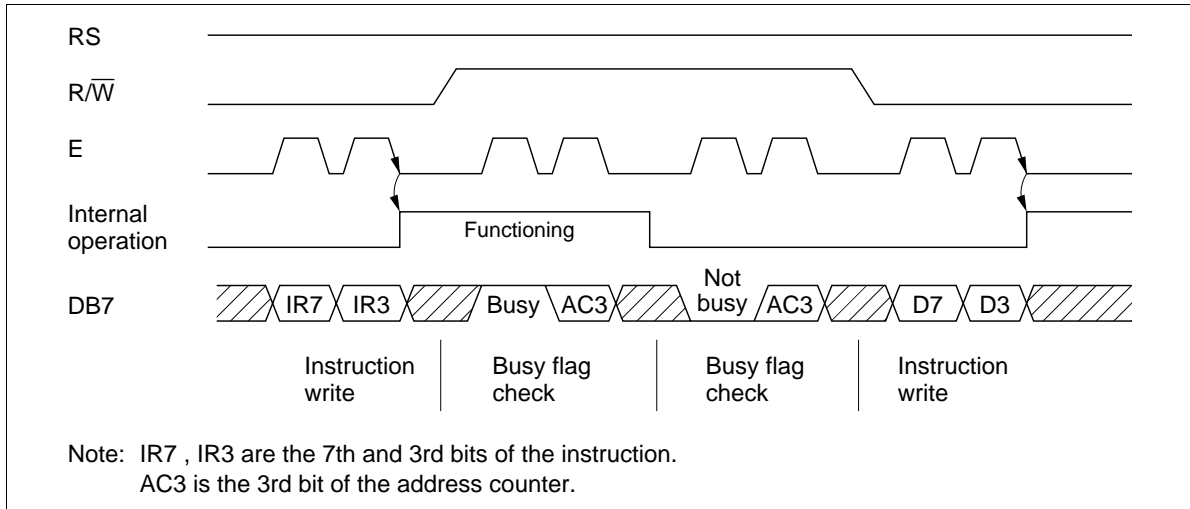 RS
R/W̅
E
Internal
operation
Functioning
DB7
IR7 IR3 Busy AC3 Not
busy AC3 D7 D3
Instruction
write
Busy flag
check
Busy flag
check
Instruction
write
Note: IR7 , IR3 are the 7th and 3rd bits of the instruction.
AC3 is the 3rd bit of the address counter.